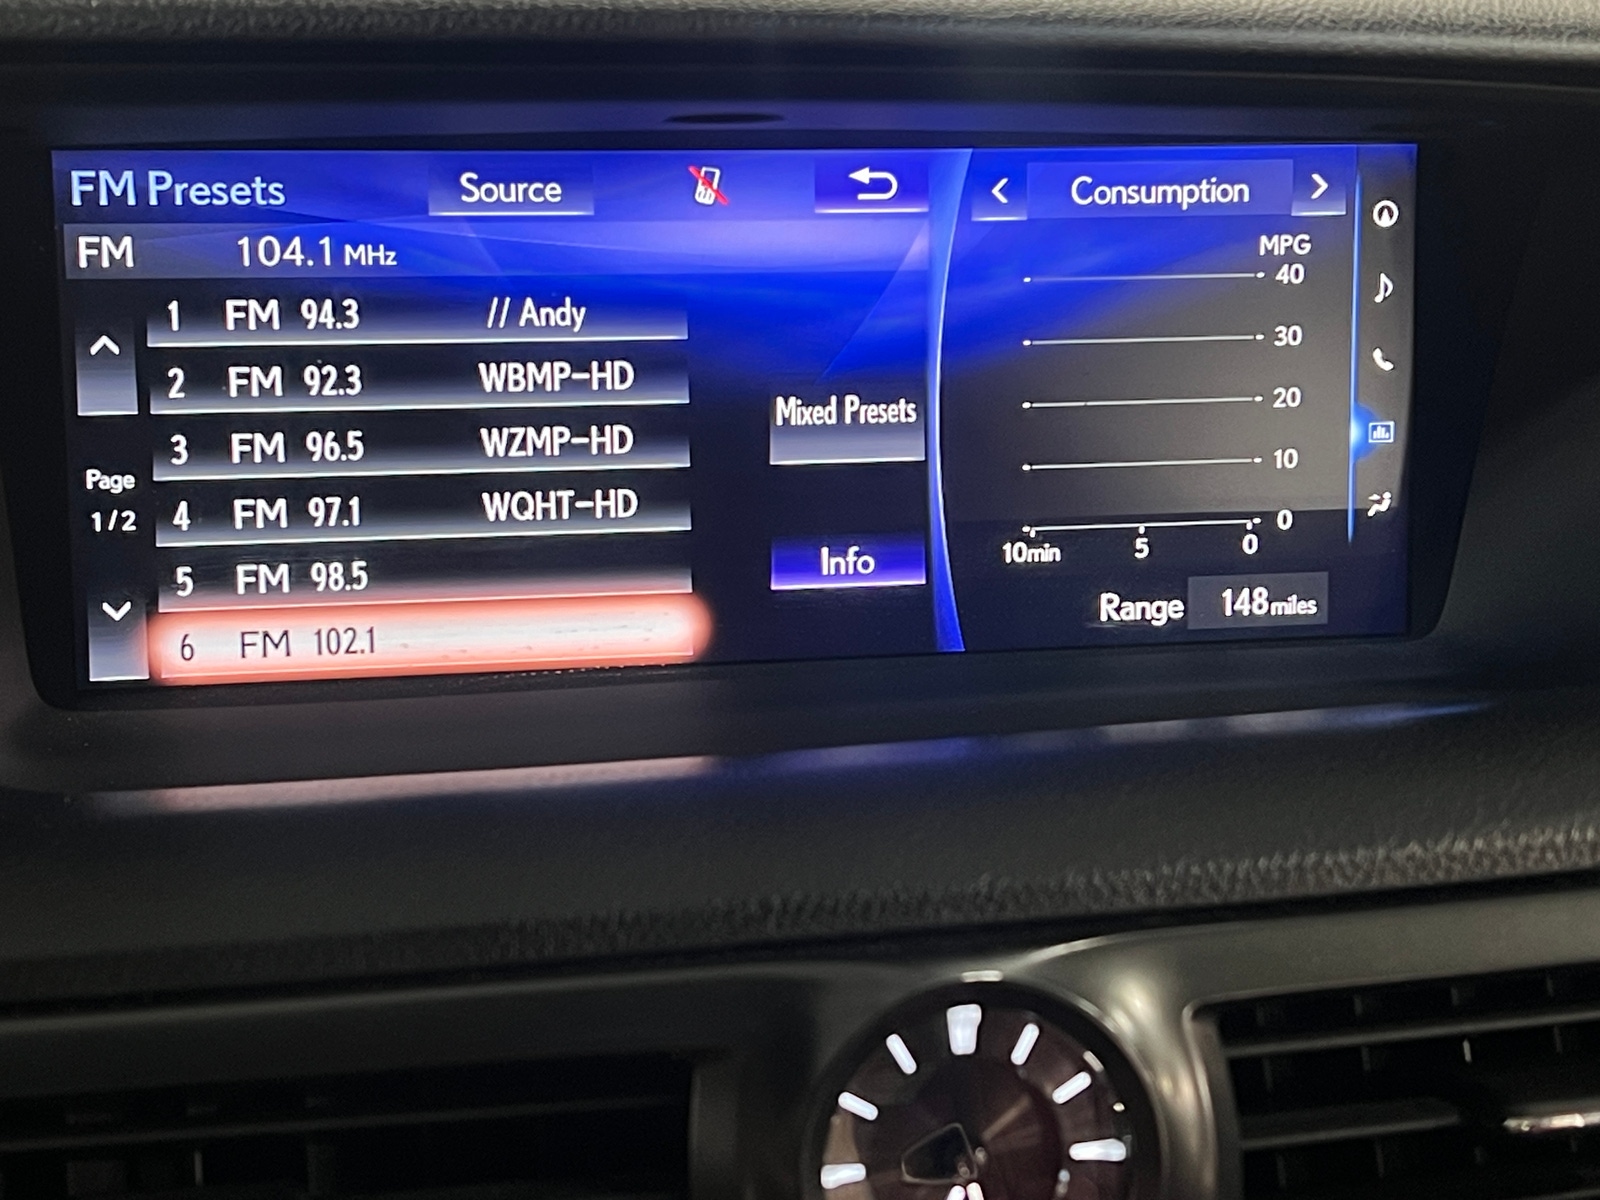 FM Presets Source
FM 104.1 MHz
1 FM 94.3 // Andy
2 FM 92.3 WBMP-HD
3 FM 96.5 WZMP-HD
4 FM 97.1 WQHT-HD
5 FM 98.5
6 FM 102.1
Page
1/2
Mixed Presets
Info
Consumption
MPG
40
30
20
10
0
10min 5 0
Range 148 miles